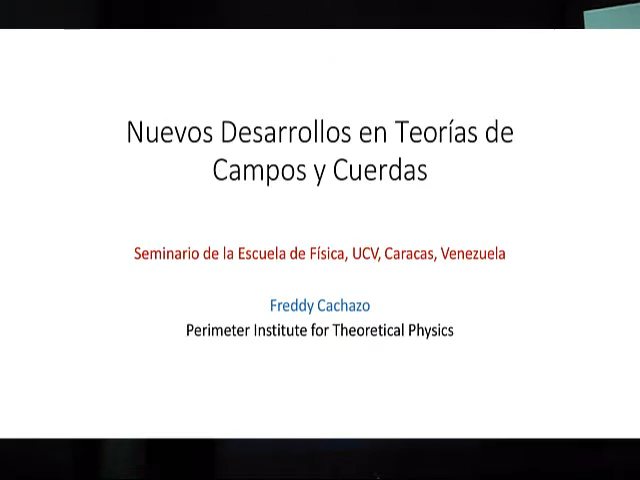 Nuevos Desarrollos en Teorías de
Campos y Cuerdas
Seminario de la Escuela de Física, UCV, Caracas, Venezuela
Freddy Cachazo
Perimeter Institute for Theoretical Physics